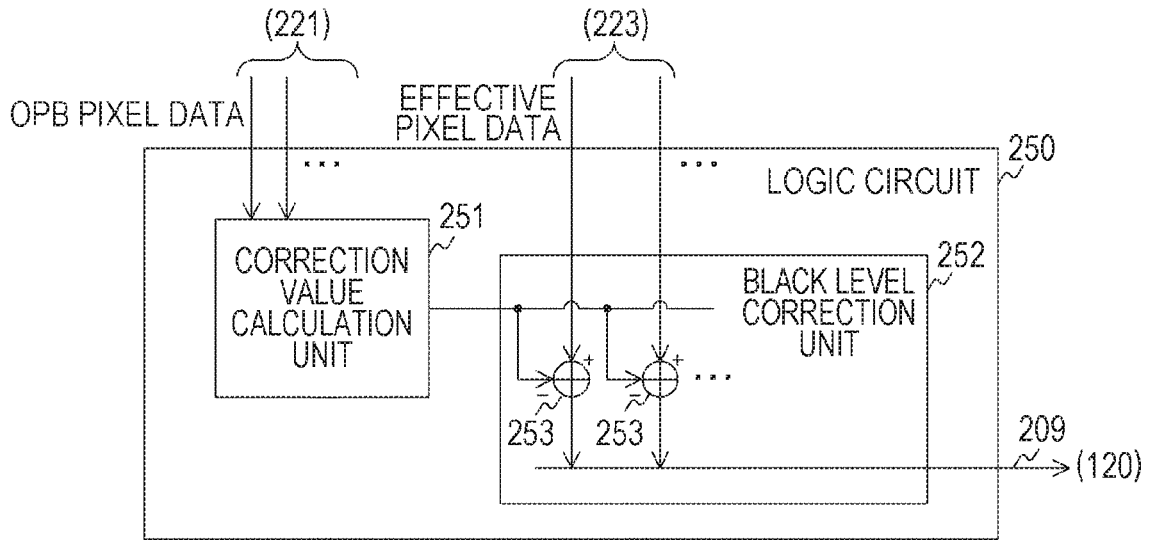 (221)
(223)
OPB PIXEL DATA
EFFECTIVE
PIXEL DATA
...
...
LOGIC CIRCUIT
250
251
CORRECTION
VALUE
CALCULATION
UNIT
252
BLACK LEVEL
CORRECTION
UNIT
+
+
...
−
−
253
253
209
(120)